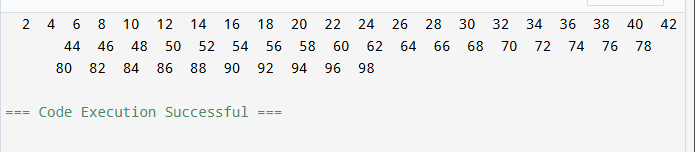 2 4 6 8 10 12 14 16 18 20 22 24 26 28 30 32 34 36 38 40 42
44 46 48 50 52 54 56 58 60 62 64 66 68 70 72 74 76 78
80 82 84 86 88 90 92 94 96 98
=== Code Execution Successful ===